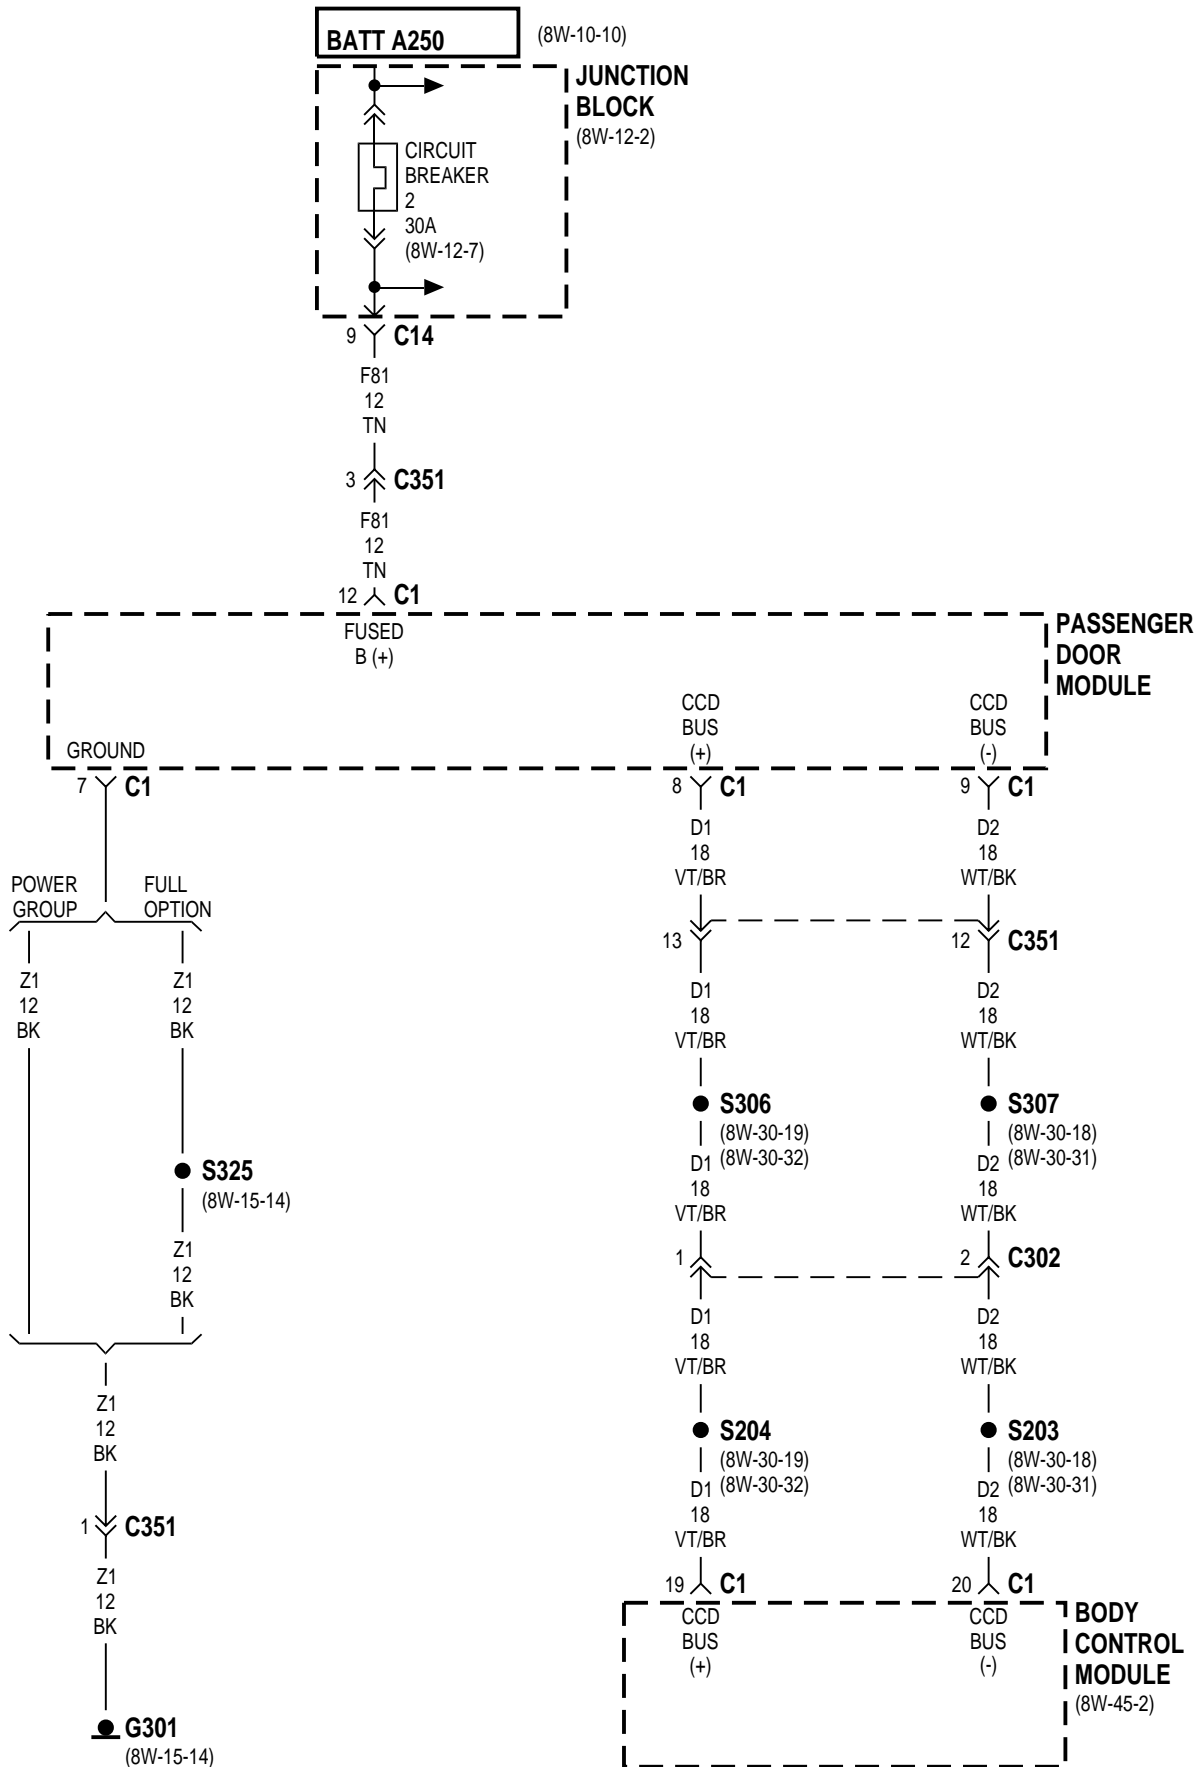 BATT A250
(8W-10-10)
JUNCTION
BLOCK
(8W-12-2)
CIRCUIT
BREAKER
2
30A
(8W-12-7)
9 C14
F81
12
TN
3 C351
F81
12
TN
12 C1
FUSED
B (+)
PASSENGER
DOOR
MODULE
GROUND
CCD
BUS
(+)
CCD
BUS
(-)
7 C1
8 C1
9 C1
D1
18
VT/BR
D2
18
WT/BK
POWER
GROUP
FULL
OPTION
13
12 C351
Z1
12
BK
Z1
12
BK
D1
18
VT/BR
D2
18
WT/BK
S306
(8W-30-19)
(8W-30-32)
S307
(8W-30-18)
(8W-30-31)
S325
(8W-15-14)
D1
18
VT/BR
D2
18
WT/BK
Z1
12
BK
1
2 C302
D1
18
VT/BR
D2
18
WT/BK
Z1
12
BK
S204
(8W-30-19)
(8W-30-32)
S203
(8W-30-18)
(8W-30-31)
D1
18
VT/BR
D2
18
WT/BK
1 C351
Z1
12
BK
19 C1
20 C1
CCD
BUS
(+)
CCD
BUS
(-)
BODY
CONTROL
MODULE
(8W-45-2)
G301
(8W-15-14)